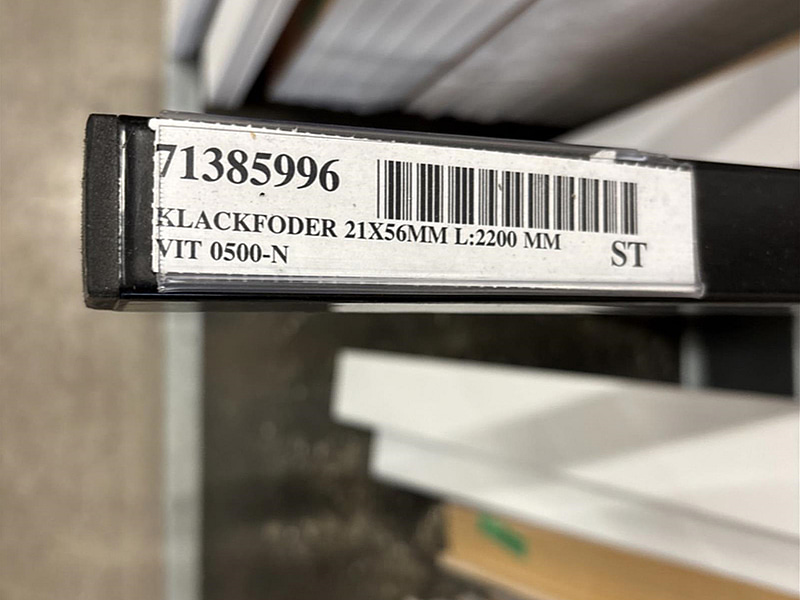 71385996
KLACKFODER 21X56MM L:2200 MM
VIT 0500-N
ST